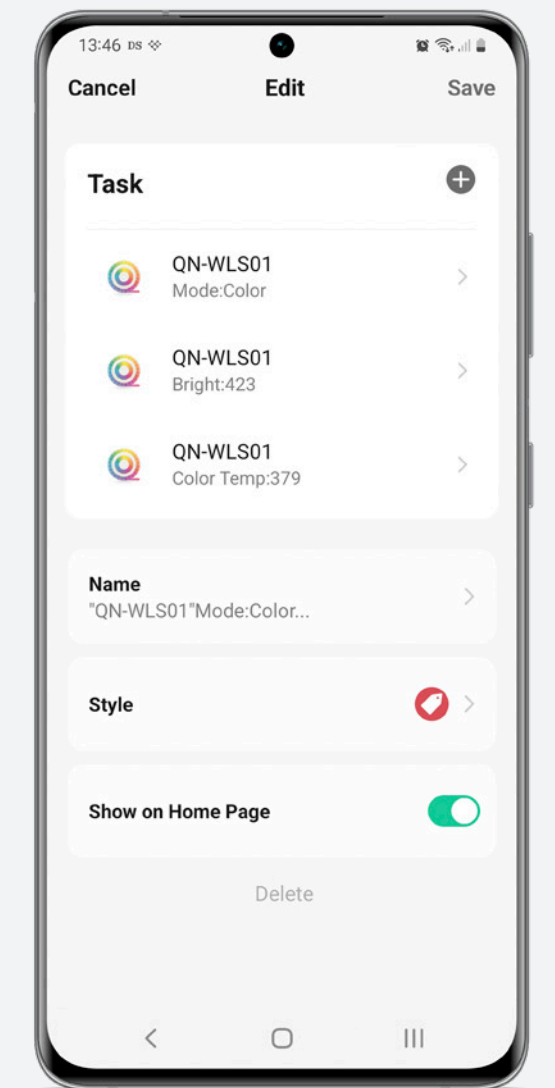 13:46 DS
Cancel Edit Save
Task
QN-WLS01
Mode:Color
QN-WLS01
Bright:423
QN-WLS01
Color Temp:379
Name
"QN-WLS01"Mode:Color...
Style
Show on Home Page
Delete